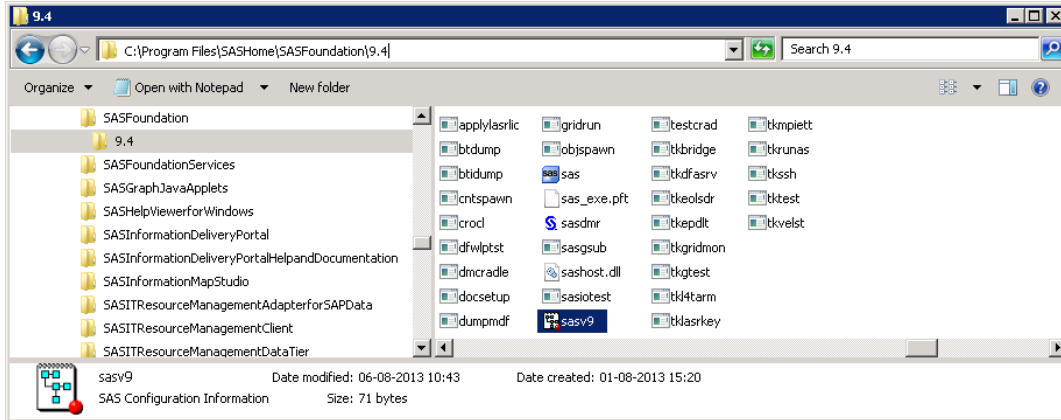 9.4
C:\Program Files\SASHome\SASFoundation\9.4
Search 9.4
Organize
Open with Notepad
New folder
SASFoundation
9.4
SASFoundationServices
SASGraphJavaApplets
SASHelpViewerforWindows
SASInformationDeliveryPortal
SASInformationDeliveryPortalHelpandDocumentation
SASInformationMapStudio
SASITResourceManagementAdapterforSAPData
SASITResourceManagementClient
SASITResourceManagementDataTier
applylasrlic
btdump
btidump
cntspawn
crocl
dfwlptst
dmcradle
docsetup
dumpmdf
gridrun
objspawn
sas
sas_exe.pft
sasdmr
sasgsub
sashost.dll
sasiotest
sasv9
testcrad
tkbridge
tkdfasrv
tkeolsdr
tkepdlt
tkgridmon
tkgtest
tkl4tarm
tklasrkey
tkmpiett
tkrunas
tkssh
tktest
tkvelst
sasv9
Date modified: 06-08-2013 10:43
Date created: 01-08-2013 15:20
SAS Configuration Information
Size: 71 bytes